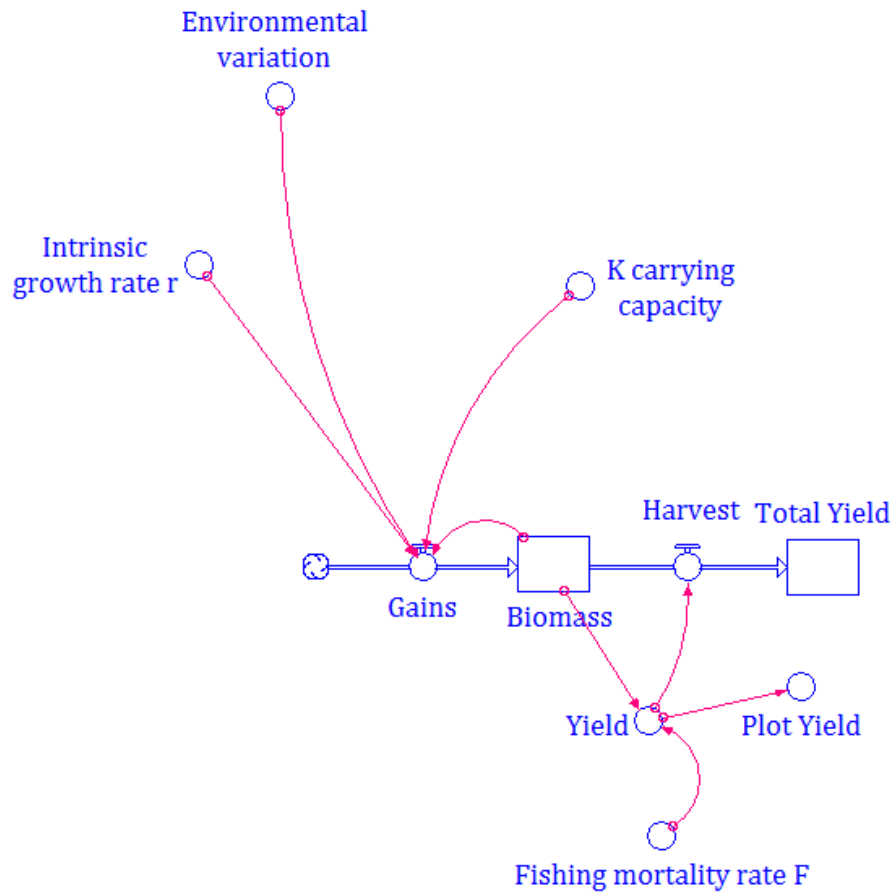 Environmental
variation
Intrinsic
growth rate r
K carrying
capacity
Harvest
Total Yield
Gains
Biomass
Yield
Plot Yield
Fishing mortality rate F